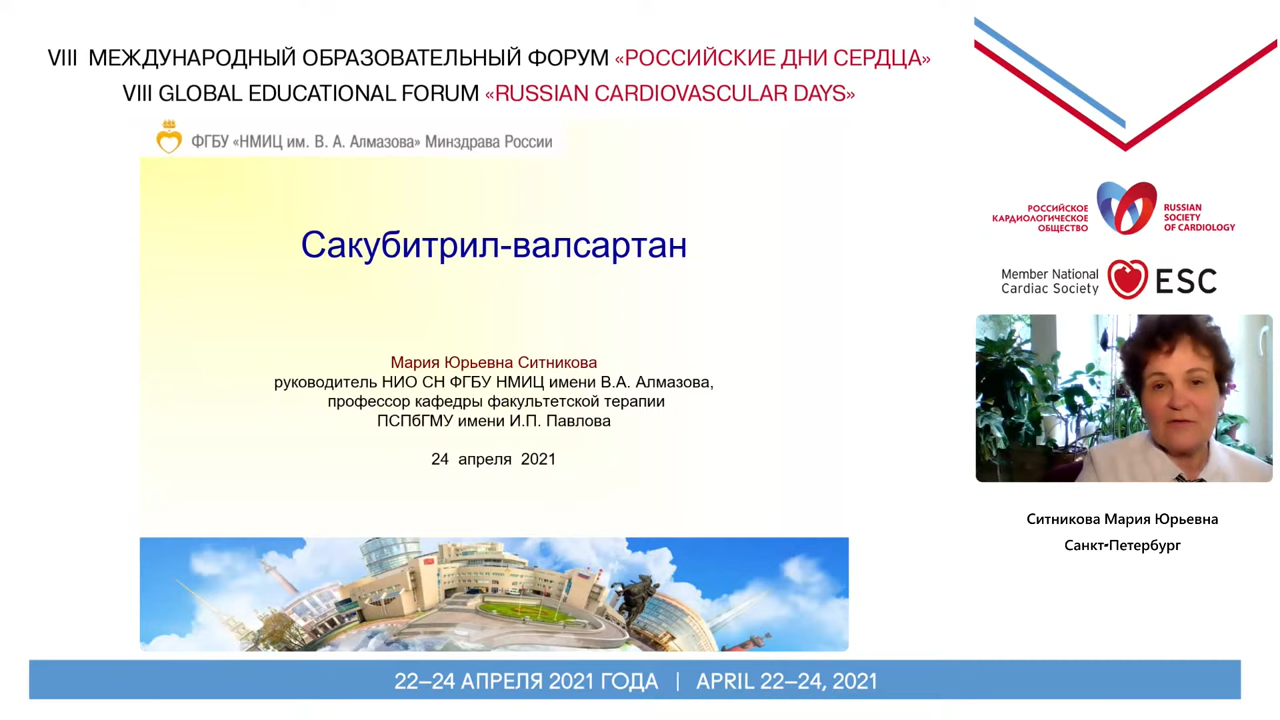 VIII МЕЖДУНАРОДНЫЙ ОБРАЗОВАТЕЛЬНЫЙ ФОРУМ «РОССИЙСКИЕ ДНИ СЕРДЦА»
VIII GLOBAL EDUCATIONAL FORUM «RUSSIAN CARDIOVASCULAR DAYS»
ФГБУ «НМИЦ им. В. А. Алмазова» Минздрава России
Сакубитрил-валсартан
Мария Юрьевна Ситникова
руководитель НИО СН ФГБУ НМИЦ имени В.А. Алмазова,
профессор кафедры факультетской терапии
ПСПбГМУ имени И.П. Павлова
24 апреля 2021
РОССИЙСКОЕ
КАРДИОЛОГИЧЕСКОЕ
ОБЩЕСТВО
RUSSIAN
SOCIETY
OF CARDIOLOGY
Member National
Cardiac Society
ESC
Ситникова Мария Юрьевна
Санкт-Петербург
22–24 АПРЕЛЯ 2021 ГОДА | APRIL 22–24, 2021